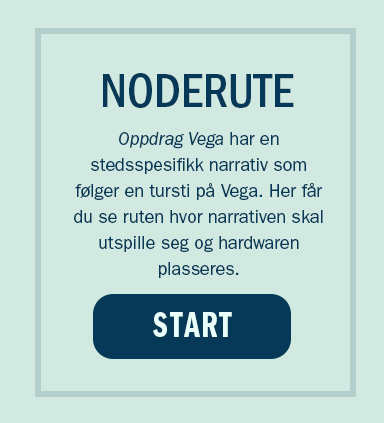 NODERUTE
Oppdrag Vega har en
stedsspesifikk narrativ som
følger en tursti på Vega. Her får
du se ruten hvor narrativen skal
utspille seg og hardwaren
plasseres.
START